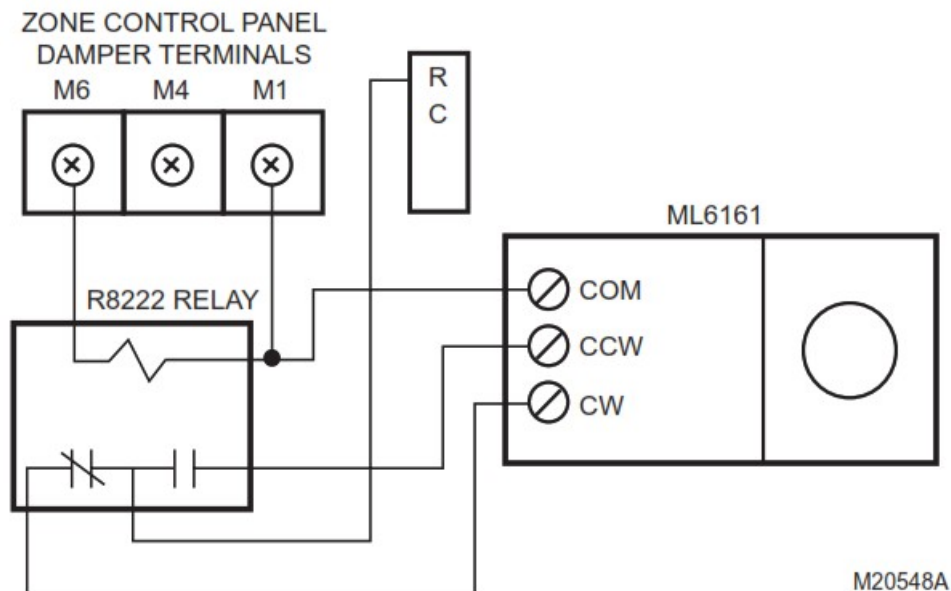 ZONE CONTROL PANEL
DAMPER TERMINALS
M6 M4 M1
R
C
ML6161
R8222 RELAY
COM
CCW
CW
M20548A